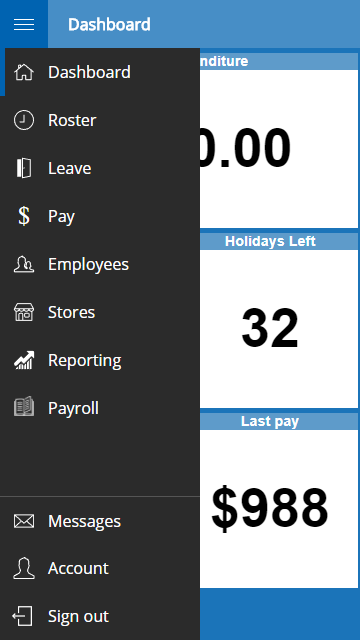 Dashboard
nditure
Dashboard
Roster
0.00
Leave
$ Pay
Holidays Left
Employees
Stores
32
Reporting
Payroll
Last pay
$988
Messages
Account
Sign out